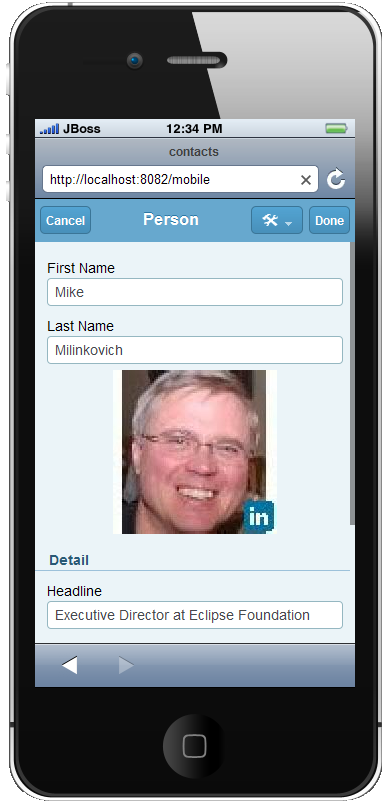 JBoss 12:34 PM
contacts
http://localhost:8082/mobile
Cancel Person Done
First Name
Mike
Last Name
Milinkovich
in
Detail
Headline
Executive Director at Eclipse Foundation